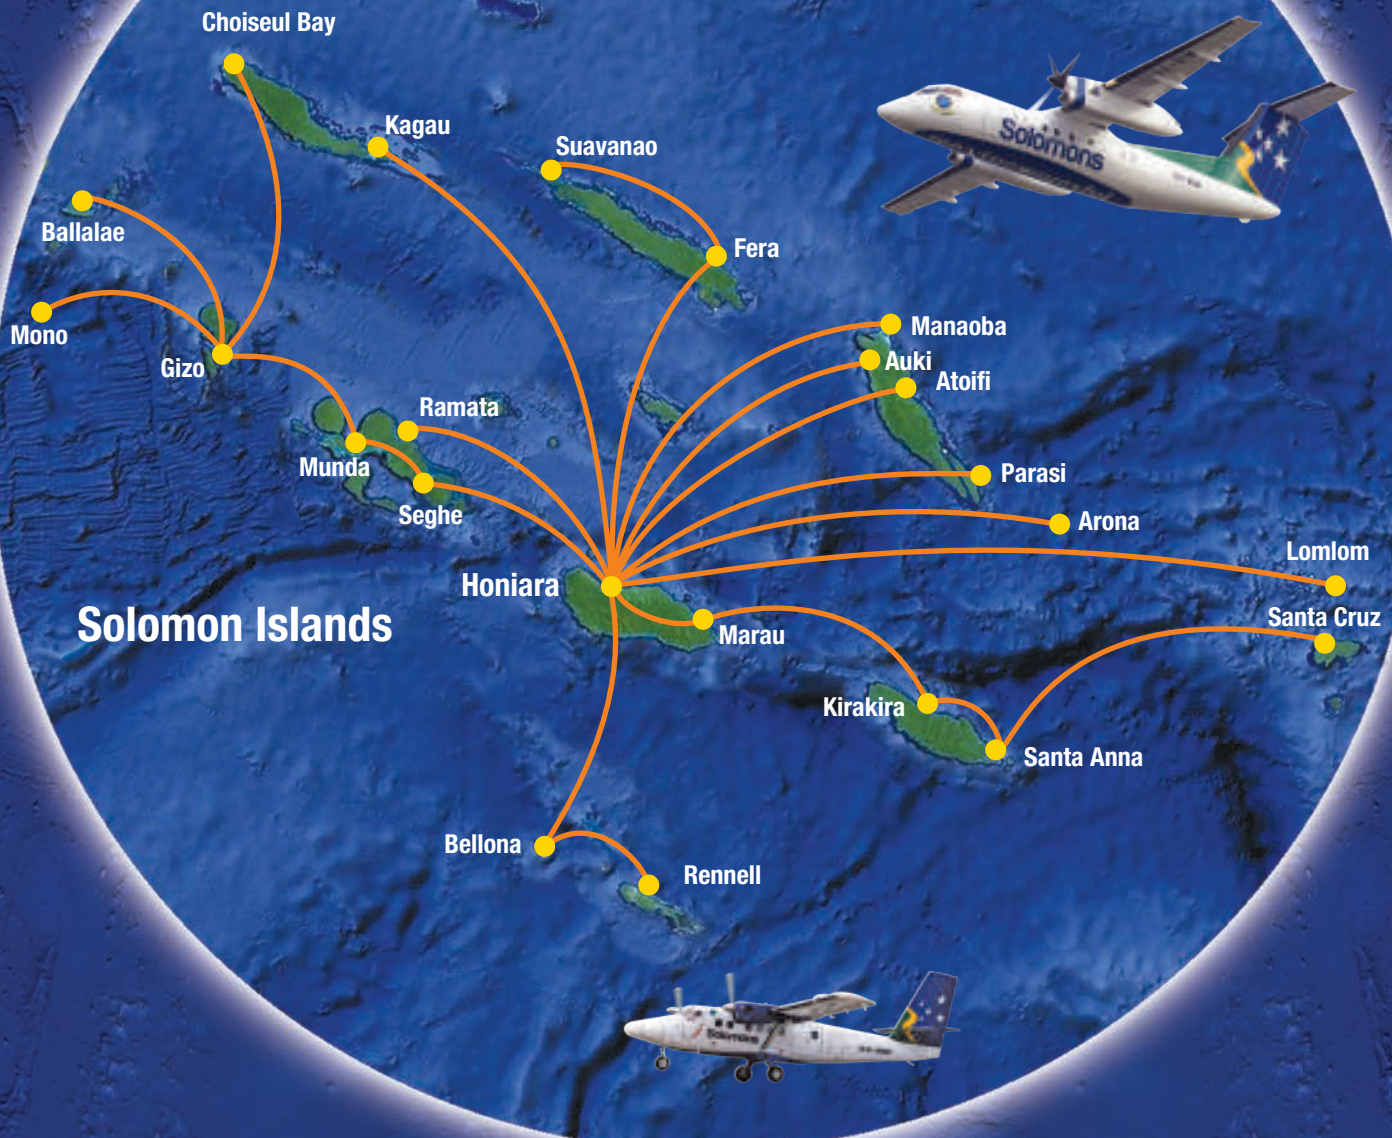 Choiseul Bay
Kagau
Suavanao
Solomons
Ballalae
Fera
Mono
Manaoba
Gizo
Auki
Atoifi
Ramata
Munda
Parasi
Seghe
Arona
Lomlom
Honiara
Santa Cruz
Solomon Islands
Marau
Kirakira
Santa Anna
Bellona
Rennell
Solomons